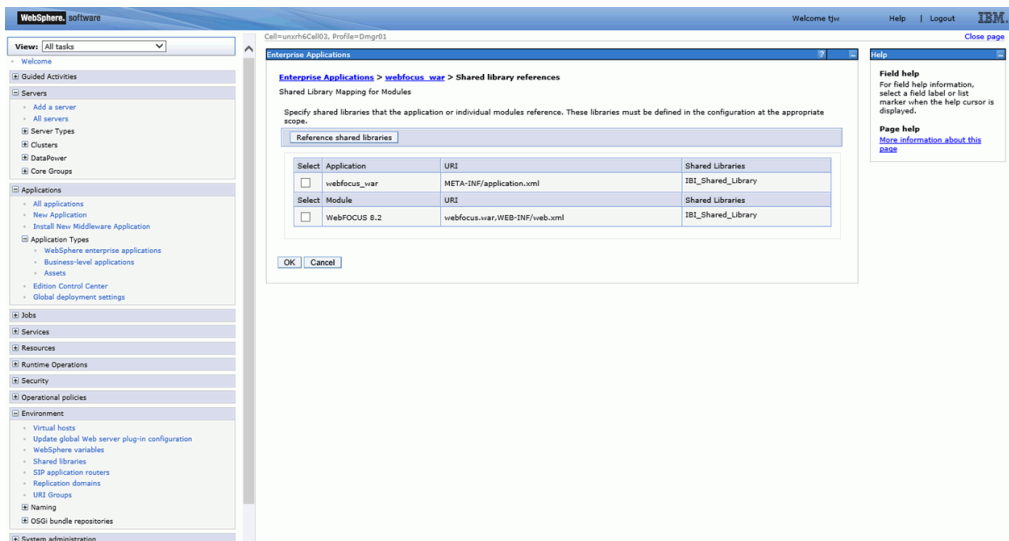 WebSphere. software
Welcome tjw
Help | Logout
IBM.
View: All tasks
Welcome
Guided Activities
Servers
Add a server
All servers
Server Types
Clusters
DataPower
Core Groups
Applications
All applications
New Application
Install New Middleware Application
Application Types
WebSphere enterprise applications
Business-level applications
Assets
Edition Control Center
Global deployment settings
Jobs
Services
Resources
Runtime Operations
Security
Operational policies
Environment
Virtual hosts
Update global Web server plug-in configuration
WebSphere variables
Shared libraries
SIP application routers
Replication domains
URI Groups
Naming
OSGi bundle repositories
System administration
Cell=unxrh6Cell03, Profile=Dmgr01
Close page
Enterprise Applications
Enterprise Applications > webfocus_war > Shared library references
Shared Library Mapping for Modules
Specify shared libraries that the application or individual modules reference. These libraries must be defined in the configuration at the appropriate
scope.
Reference shared libraries
Select Application URI Shared Libraries
webfocus_war META-INF/application.xml IBI_Shared_Library
Select Module URI Shared Libraries
WebFOCUS 8.2 webfocus.war,WEB-INF/web.xml IBI_Shared_Library
OK Cancel
Help
Field help
For field help information,
select a field label or list
marker when the help cursor is
displayed.
Page help
More information about this
page